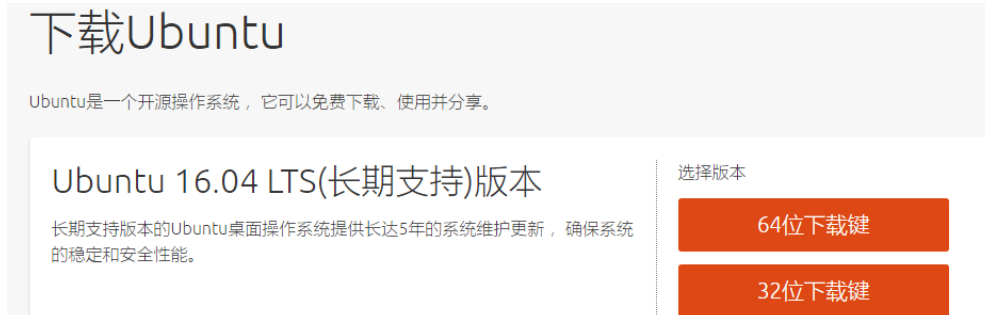 下载Ubuntu
Ubuntu是一个开源操作系统，它可以免费下载、使用并分享。
Ubuntu 16.04 LTS(长期支持)版本
长期支持版本的Ubuntu桌面操作系统提供长达5年的系统维护更新，确保系统
的稳定和安全性能。
选择版本
64位下载键
32位下载键